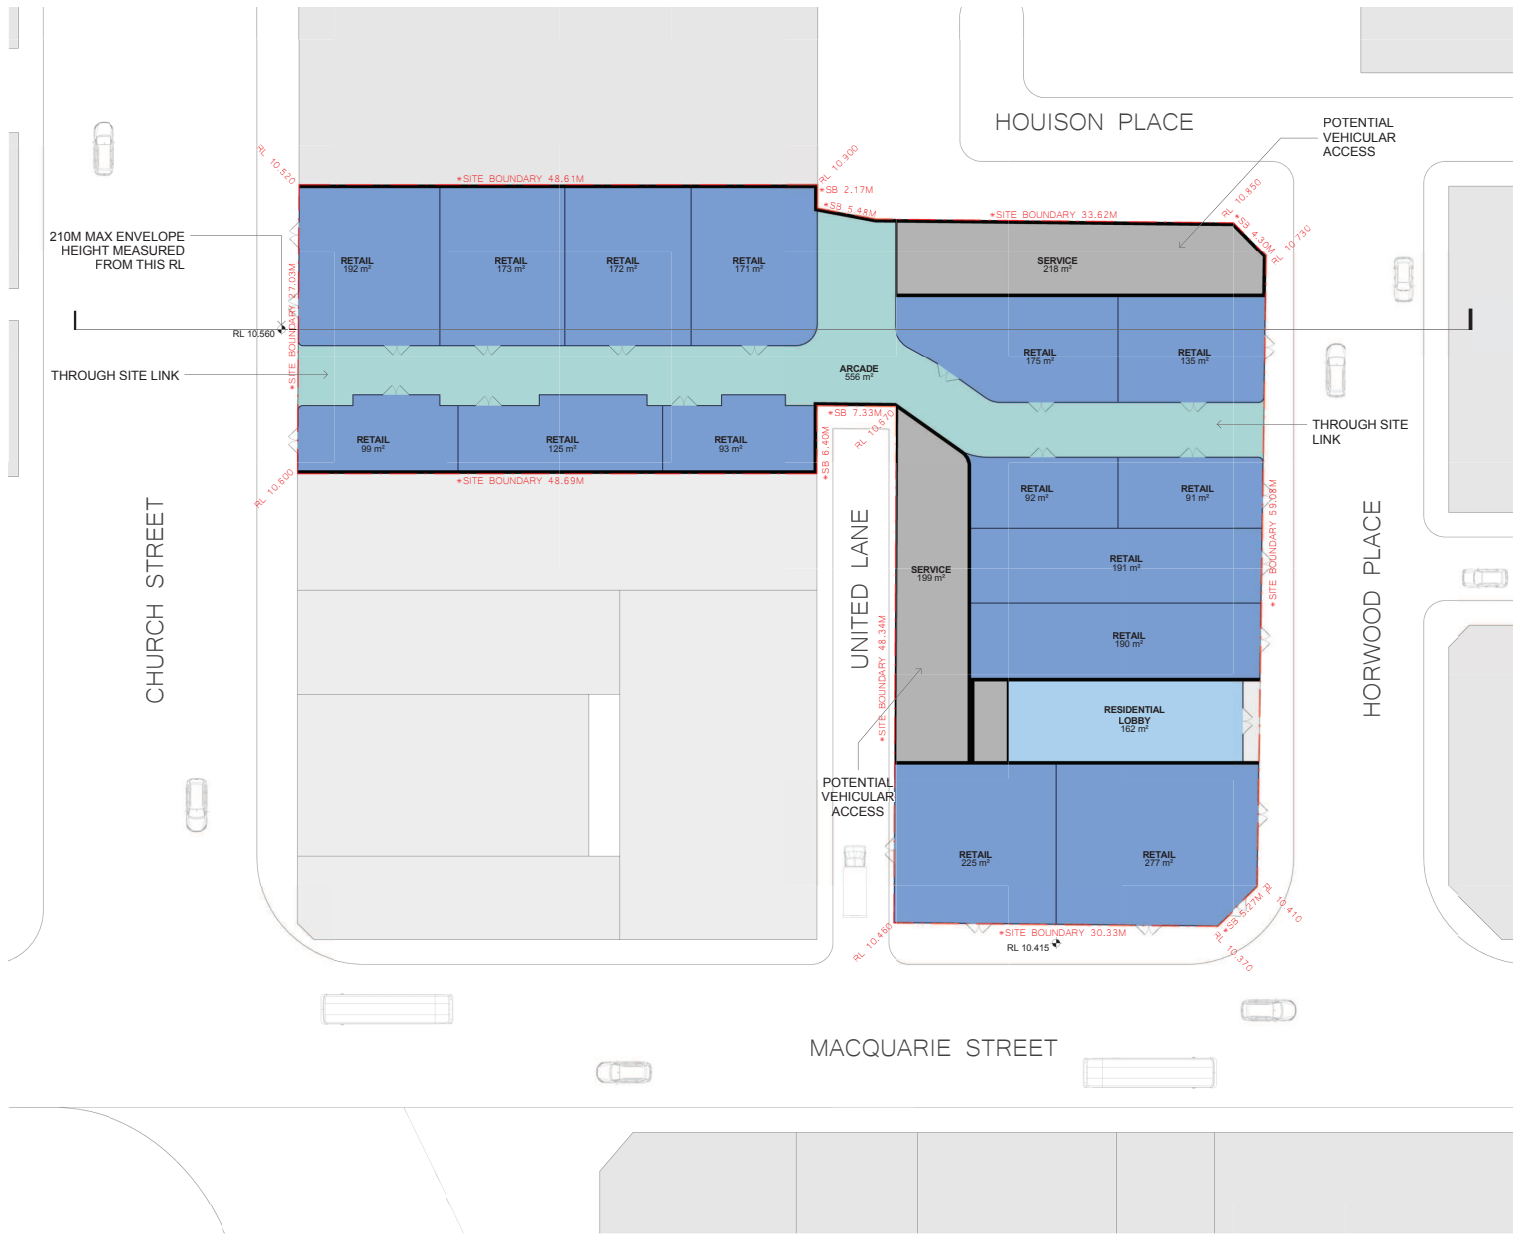 HOUISON PLACE
POTENTIAL
VEHICULAR
ACCESS
RL 10.520
*SITE BOUNDARY 48.61M
RL 10.900
*SB 2.17M
*SB 5.48M
*SITE BOUNDARY 33.62M
RL 10.850
*SB 4.30M
RL 10.730
210M MAX ENVELOPE
HEIGHT MEASURED
FROM THIS RL
*SITE BOUNDARY 27.03M
RL 10.560
RETAIL
192 m²
RETAIL
173 m²
RETAIL
172 m²
RETAIL
171 m²
SERVICE
218 m²
RETAIL
175 m²
RETAIL
135 m²
THROUGH SITE LINK
ARCADE
556 m²
THROUGH SITE
LINK
*SB 7.33M
RL 10.570
*SB 6.40M
RETAIL
99 m²
RETAIL
125 m²
RETAIL
93 m²
RL 10.600
*SITE BOUNDARY 48.69M
RETAIL
92 m²
RETAIL
91 m²
RETAIL
191 m²
RETAIL
190 m²
SERVICE
199 m²
*SITE BOUNDARY 59.08M
*SITE BOUNDARY 48.34M
CHURCH STREET
UNITED LANE
HORWOOD PLACE
RESIDENTIAL
LOBBY
162 m²
POTENTIAL
VEHICULAR
ACCESS
RETAIL
225 m²
RETAIL
277 m²
RL 10.460
*SITE BOUNDARY 30.33M
RL 10.415
*SB 5.27M
RL 10.410
RL 10.370
MACQUARIE STREET